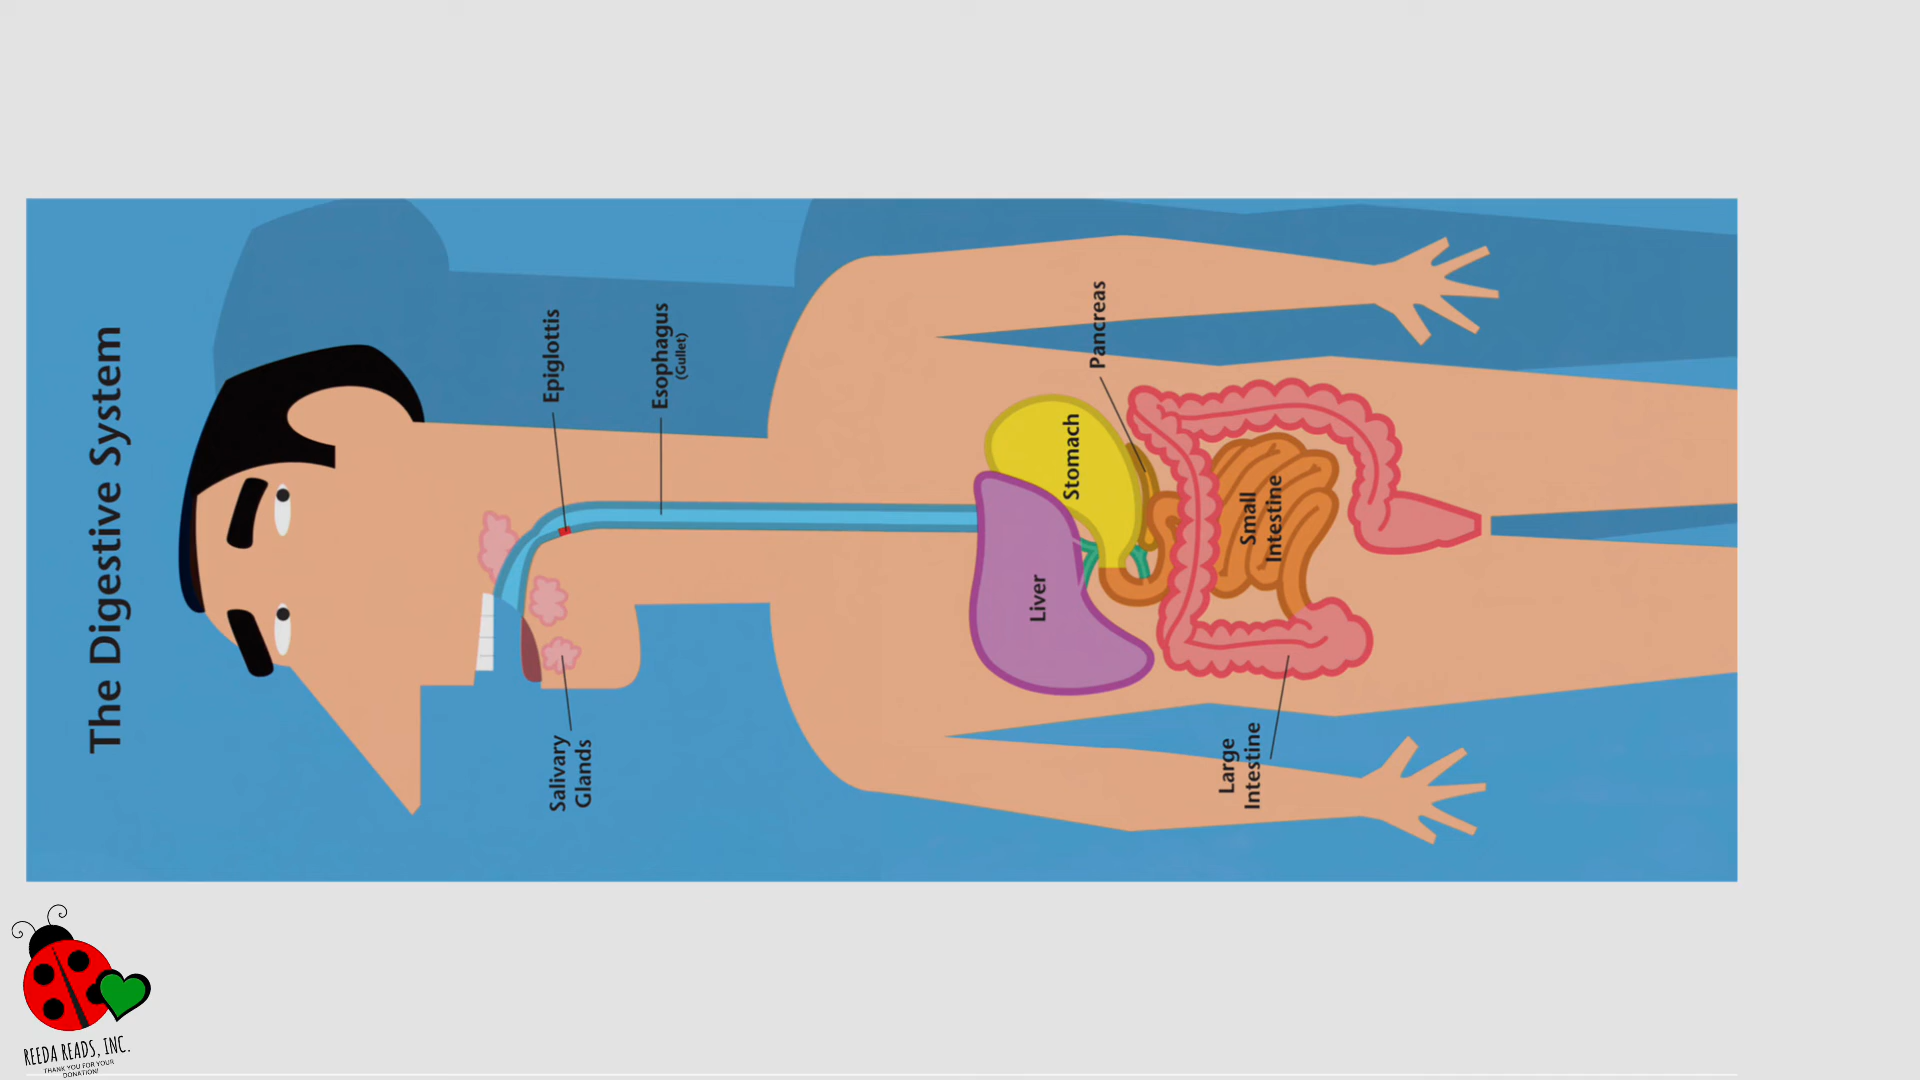 The Digestive System
Epiglottis
Esophagus
(Gullet)
Salivary
Glands
Pancreas
Stomach
Liver
Small
Intestine
Large
Intestine
REEDA READS, INC.
THANK YOU FOR YOUR
DONATION!